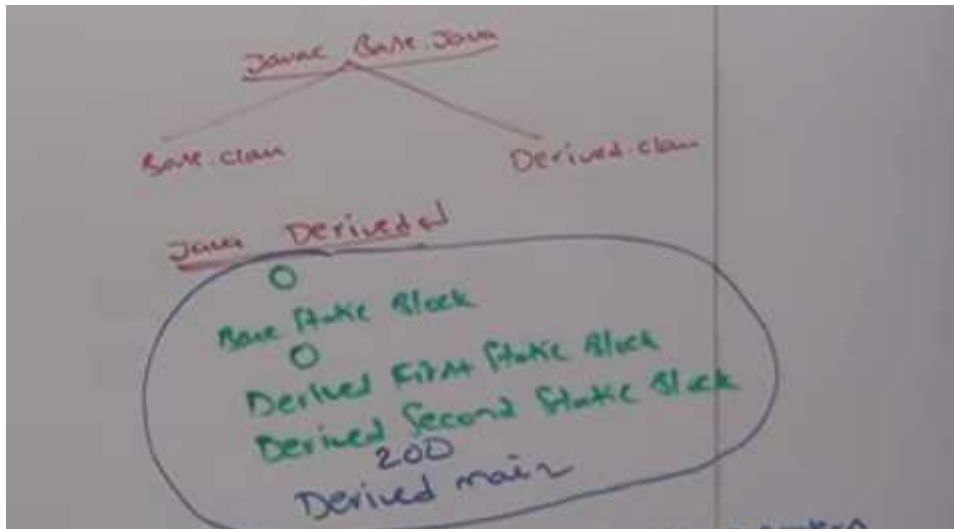 Javac Base.Java
Base.class
Derived.class
Java Derived↵
0
Base Static Block
0
Derived First Static Block
Derived Second Static Block
200
Derived main